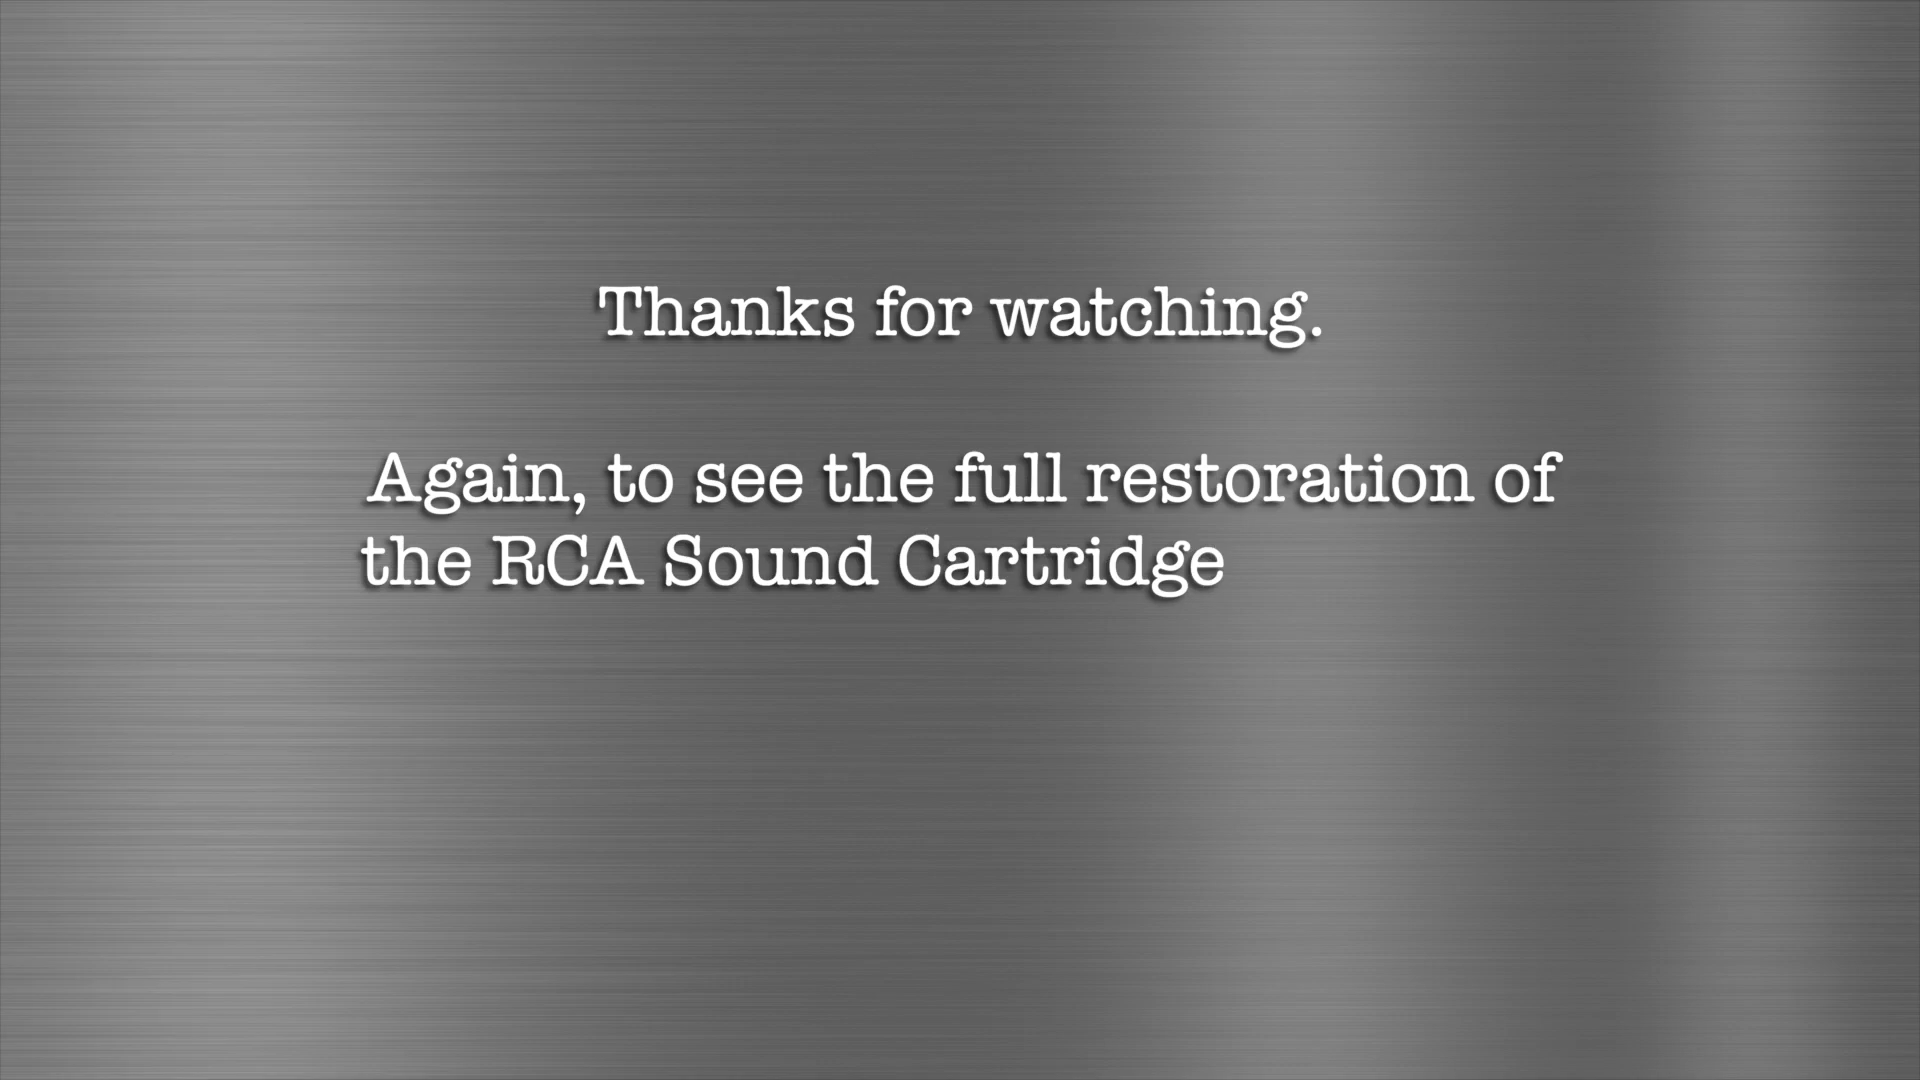 Thanks for watching.
Again, to see the full restoration of
the RCA Sound Cartridge